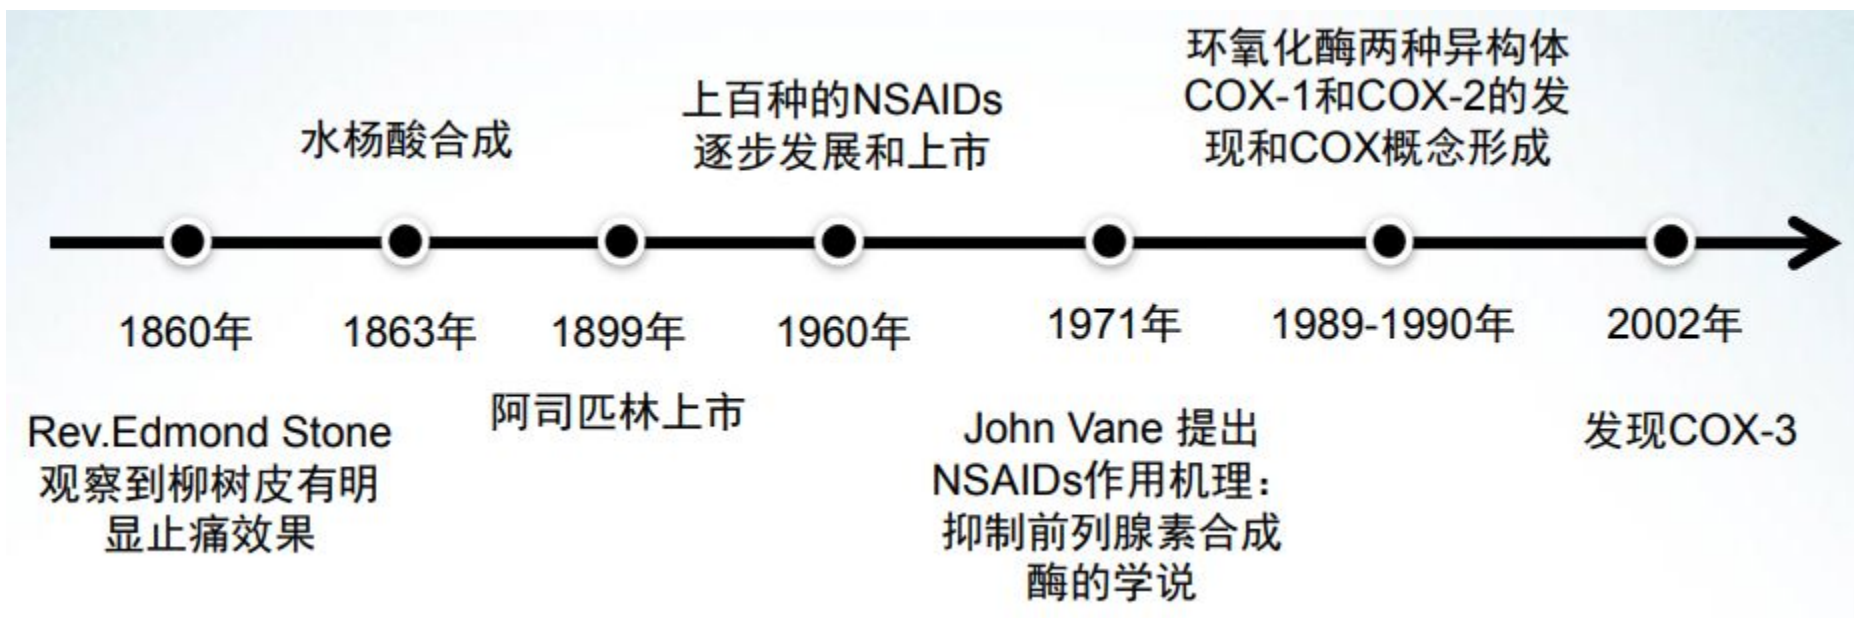 环氧化酶两种异构体
COX-1和COX-2的发
现和COX概念形成
上百种的NSAIDs
逐步发展和上市
水杨酸合成
1860年
1863年
1899年
1960年
1971年
1989-1990年
2002年
Rev.Edmond Stone
观察到柳树皮有明
显止痛效果
阿司匹林上市
John Vane 提出
NSAIDs作用机理：
抑制前列腺素合成
酶的学说
发现COX-3